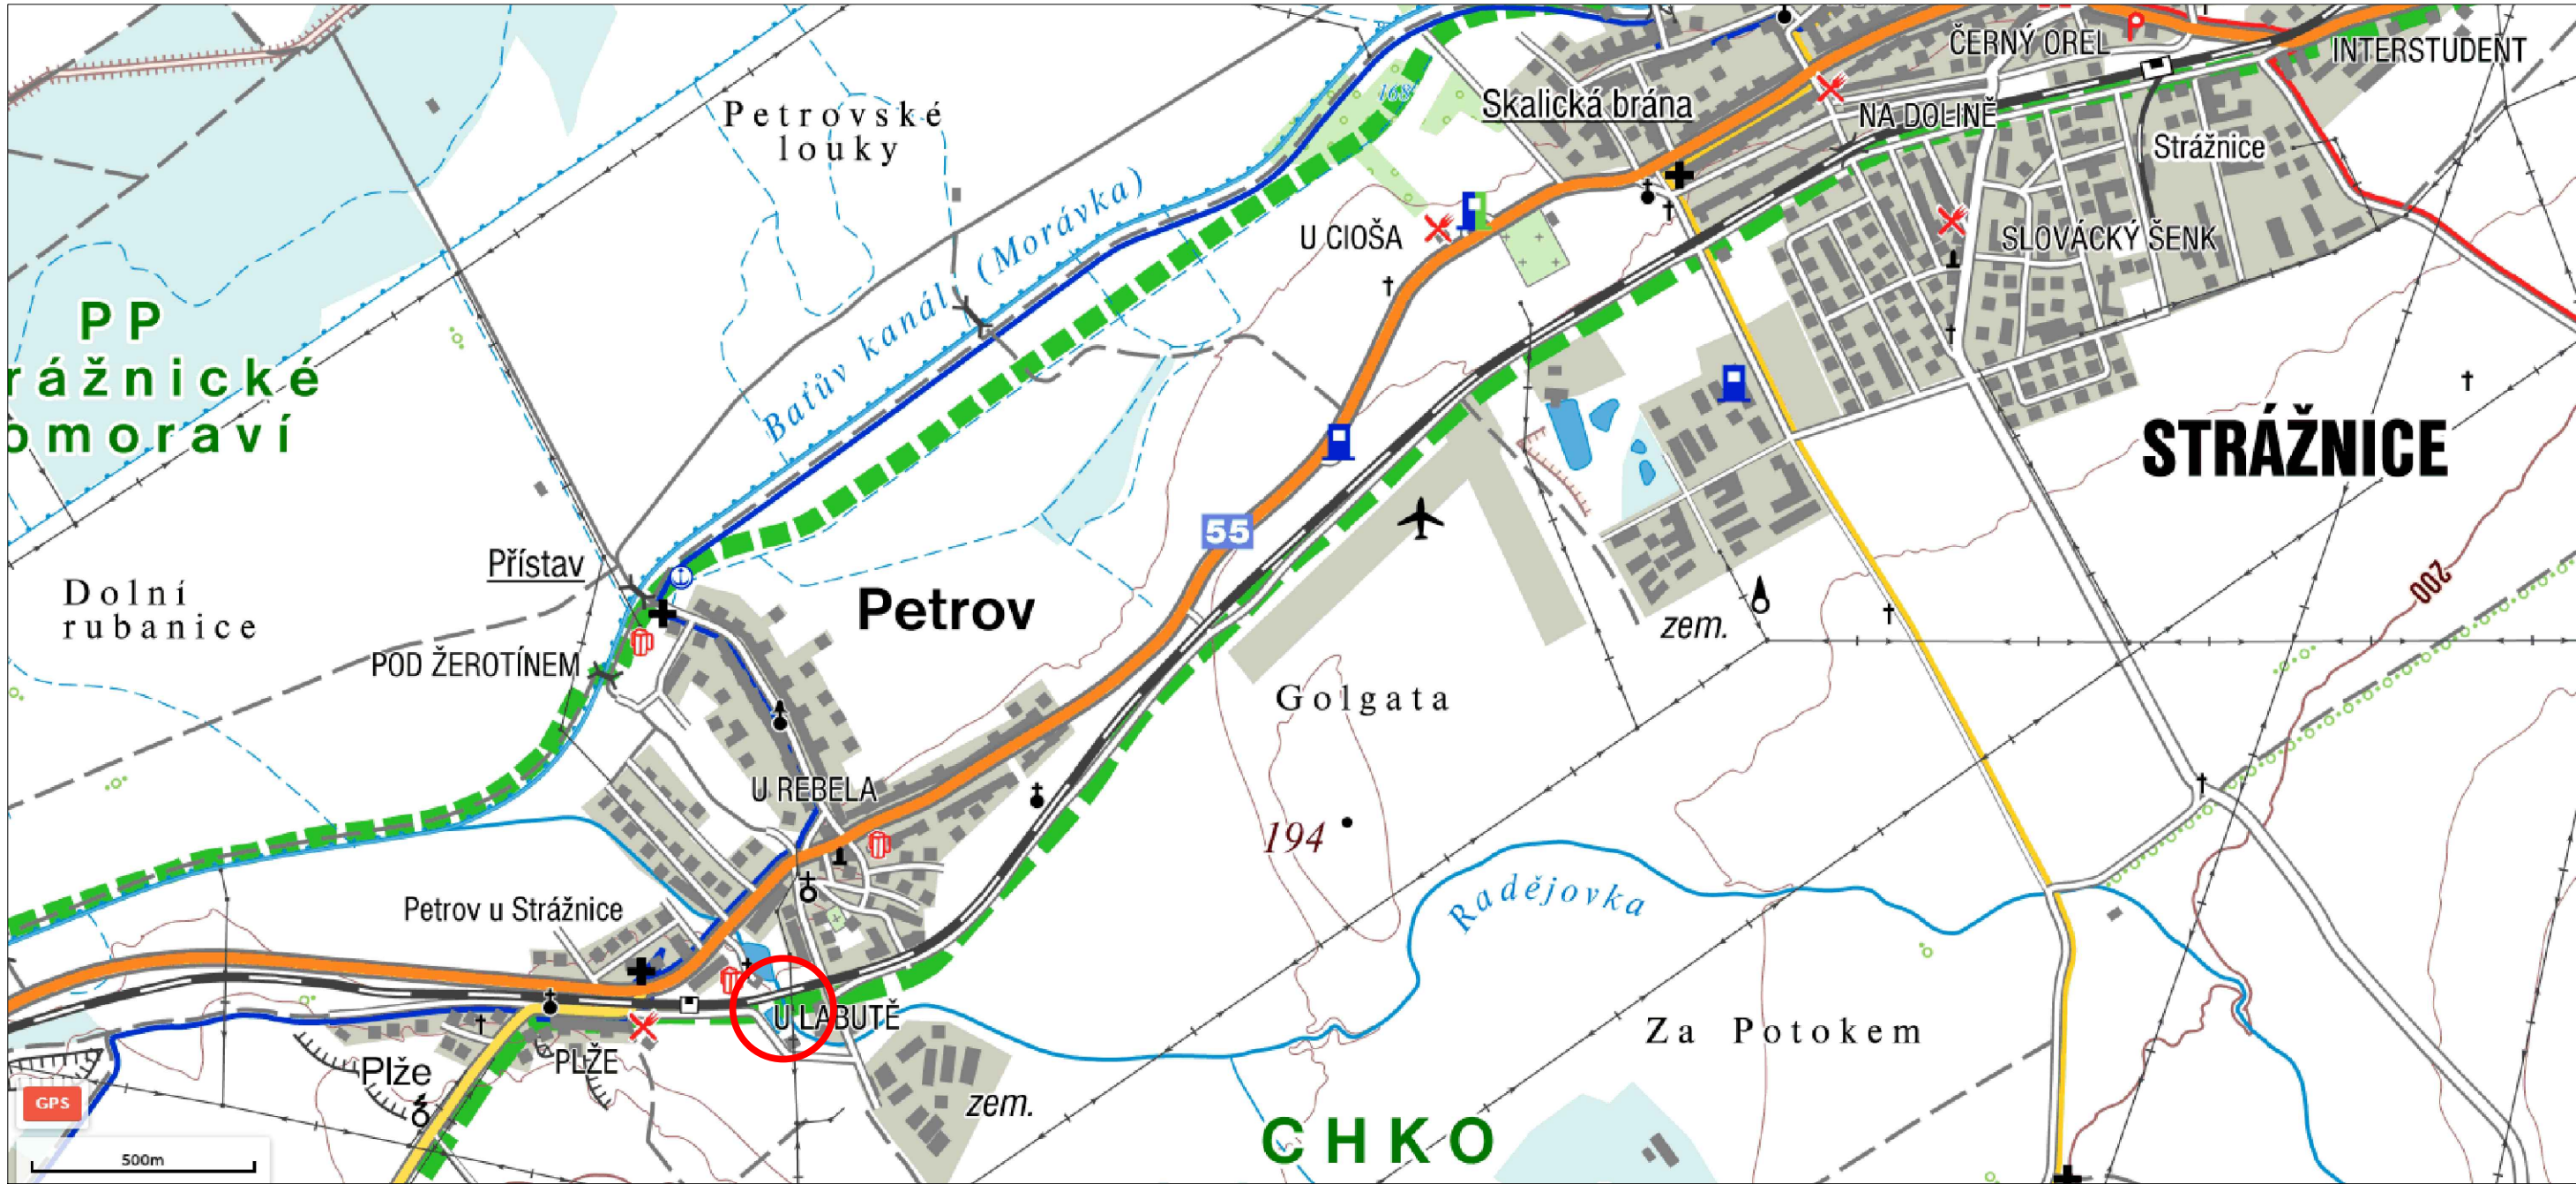 ČERNÝ OREL
INTERSTUDENT
Petrovské
louky
168
Skalická brána
NA DOLINĚ
Strážnice
Baťův kanál (Morávka)
U CIOŠA
SLOVÁCKÝ ŠENK
PP
rážnické
omoraví
STRÁŽNICE
55
Přístav
Dolní
rubanice
Petrov
200
zem.
POD ŽEROTÍNEM
Golgata
U REBELA
194
Radějovka
Petrov u Strážnice
U LABUTĚ
Za Potokem
Plže
PLŽE
zem.
GPS
CHKO
500m